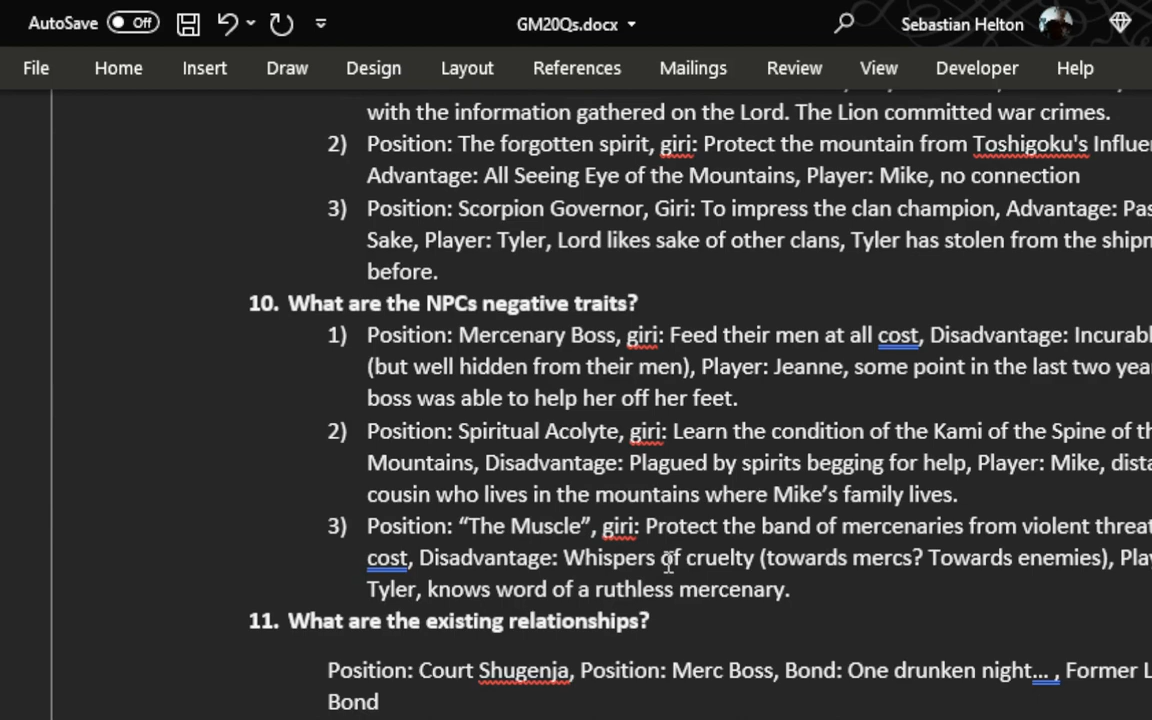 AutoSave Off GM20Qs.docx Sebastian Helton
File Home Insert Draw Design Layout References Mailings Review View Developer Help
with the information gathered on the Lord. The Lion committed war crimes.
2) Position: The forgotten spirit, giri: Protect the mountain from Toshigoku's Influe
Advantage: All Seeing Eye of the Mountains, Player: Mike, no connection
3) Position: Scorpion Governor, Giri: To impress the clan champion, Advantage: Pas
Sake, Player: Tyler, Lord likes sake of other clans, Tyler has stolen from the shipm
before.
10. What are the NPCs negative traits?
1) Position: Mercenary Boss, giri: Feed their men at all cost, Disadvantage: Incurabl
(but well hidden from their men), Player: Jeanne, some point in the last two yea
boss was able to help her off her feet.
2) Position: Spiritual Acolyte, giri: Learn the condition of the Kami of the Spine of th
Mountains, Disadvantage: Plagued by spirits begging for help, Player: Mike, dista
cousin who lives in the mountains where Mike’s family lives.
3) Position: “The Muscle”, giri: Protect the band of mercenaries from violent threat
cost, Disadvantage: Whispers of cruelty (towards mercs? Towards enemies), Play
Tyler, knows word of a ruthless mercenary.
11. What are the existing relationships?
Position: Court Shugenja, Position: Merc Boss, Bond: One drunken night... , Former L
Bond